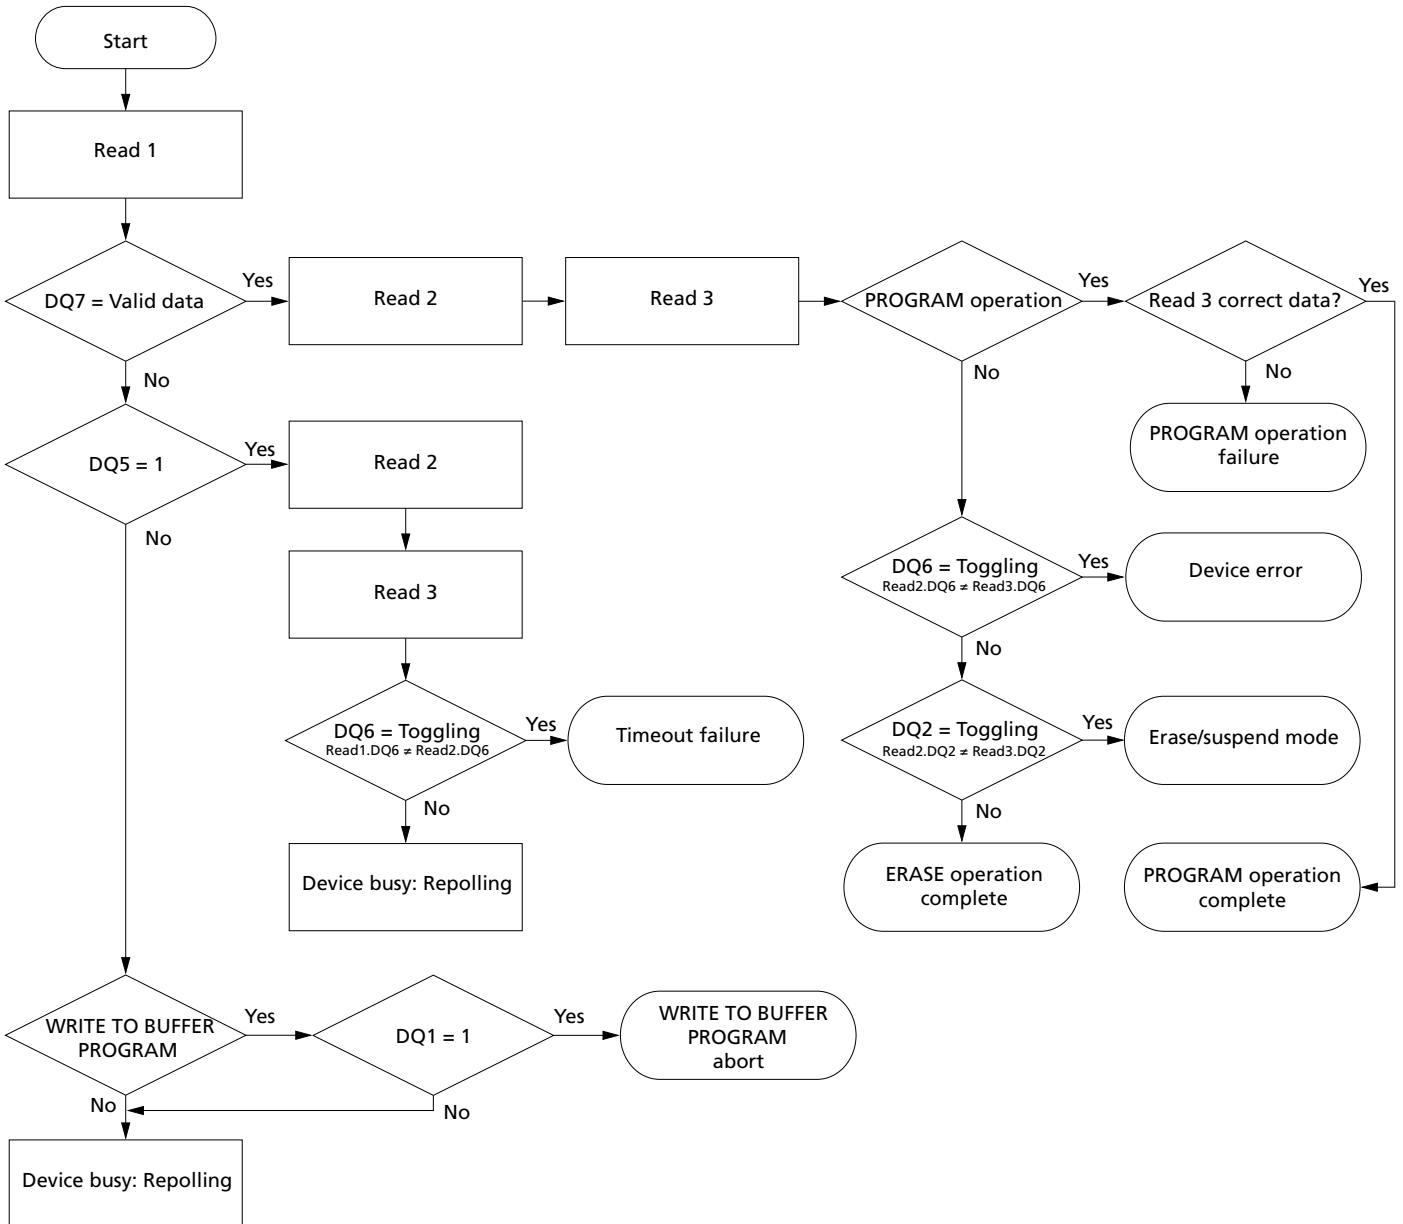 Start
Read 1
DQ7 = Valid data
Yes
Read 2
Read 3
PROGRAM operation
Yes
Read 3 correct data?
Yes
No
No
No
PROGRAM operation
failure
DQ5 = 1
Yes
Read 2
No
Read 3
DQ6 = Toggling
Read2.DQ6 ≠ Read3.DQ6
Yes
Device error
No
DQ6 = Toggling
Read1.DQ6 ≠ Read2.DQ6
Yes
Timeout failure
DQ2 = Toggling
Read2.DQ2 ≠ Read3.DQ2
Yes
Erase/suspend mode
No
No
Device busy: Repolling
ERASE operation
complete
PROGRAM operation
complete
WRITE TO BUFFER
PROGRAM
Yes
DQ1 = 1
Yes
WRITE TO BUFFER
PROGRAM
abort
No
No
Device busy: Repolling